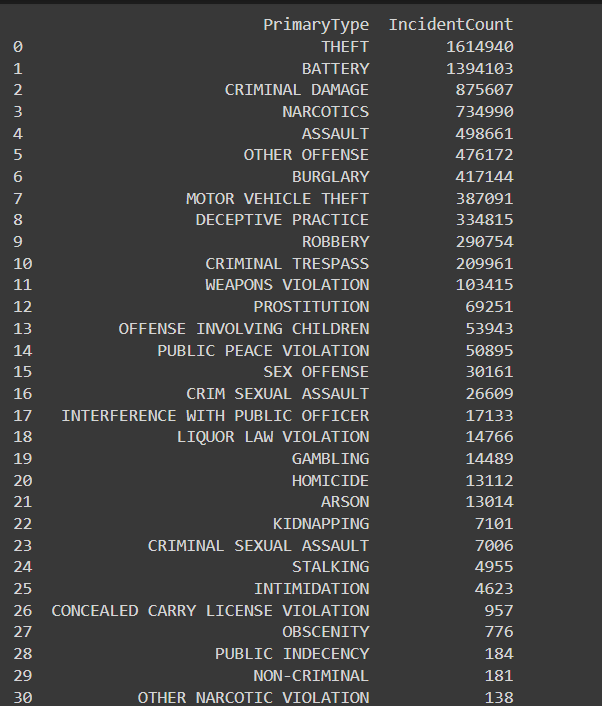 PrimaryType IncidentCount
0 THEFT 1614940
1 BATTERY 1394103
2 CRIMINAL DAMAGE 875607
3 NARCOTICS 734990
4 ASSAULT 498661
5 OTHER OFFENSE 476172
6 BURGLARY 417144
7 MOTOR VEHICLE THEFT 387091
8 DECEPTIVE PRACTICE 334815
9 ROBBERY 290754
10 CRIMINAL TRESPASS 209961
11 WEAPONS VIOLATION 103415
12 PROSTITUTION 69251
13 OFFENSE INVOLVING CHILDREN 53943
14 PUBLIC PEACE VIOLATION 50895
15 SEX OFFENSE 30161
16 CRIM SEXUAL ASSAULT 26609
17 INTERFERENCE WITH PUBLIC OFFICER 17133
18 LIQUOR LAW VIOLATION 14766
19 GAMBLING 14489
20 HOMICIDE 13112
21 ARSON 13014
22 KIDNAPPING 7101
23 CRIMINAL SEXUAL ASSAULT 7006
24 STALKING 4955
25 INTIMIDATION 4623
26 CONCEALED CARRY LICENSE VIOLATION 957
27 OBSCENITY 776
28 PUBLIC INDECENCY 184
29 NON-CRIMINAL 181
30 OTHER NARCOTIC VIOLATION 138